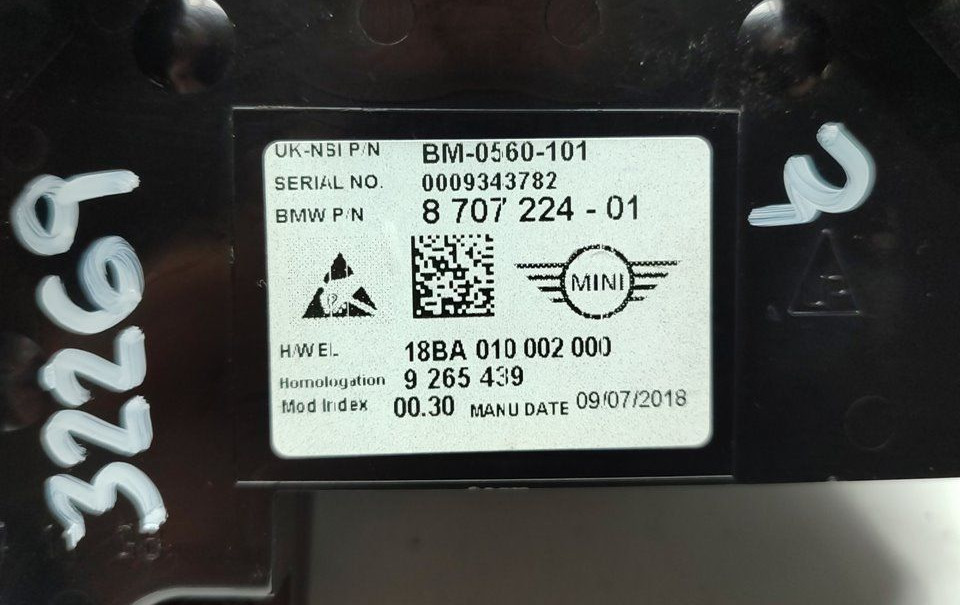 UK-NSI P/N BM-0560-101
SERIAL NO. 0009343782
BMW P/N 8 707 224 - 01
MINI
H/W EL 18BA 010 002 000
Homologation 9 265 439
Mod Index 00.30 MANU DATE 09/07/2018
32269